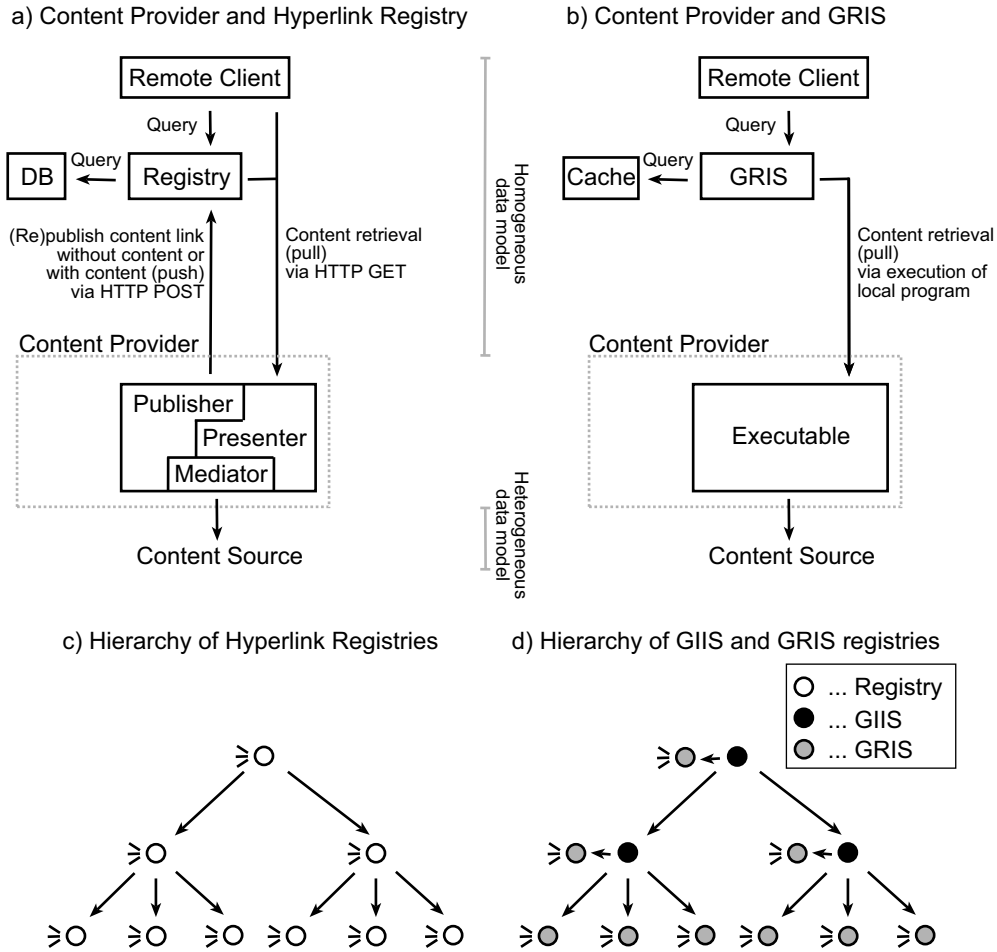 a) Content Provider and Hyperlink Registry
Remote Client
Query
Query
DB
Registry
(Re)publish content link
without content or
with content (push)
via HTTP POST
Content retrieval
(pull)
via HTTP GET
Content Provider
Publisher
Presenter
Mediator
Content Source
Homogeneous
data model
Heterogeneous
data model
b) Content Provider and GRIS
Remote Client
Query
Query
Cache
GRIS
Content retrieval
(pull)
via execution of
local program
Content Provider
Executable
Content Source
c) Hierarchy of Hyperlink Registries
d) Hierarchy of GIIS and GRIS registries
... Registry
... GIIS
... GRIS